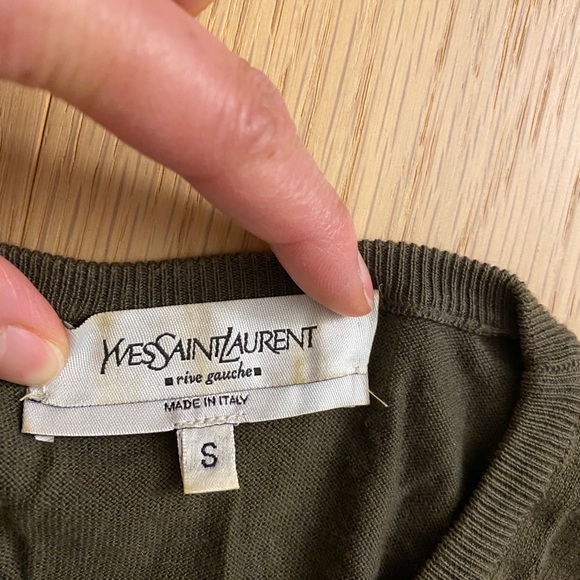 YVESSAINTLAURENT
rive gauche
MADE IN ITALY
S